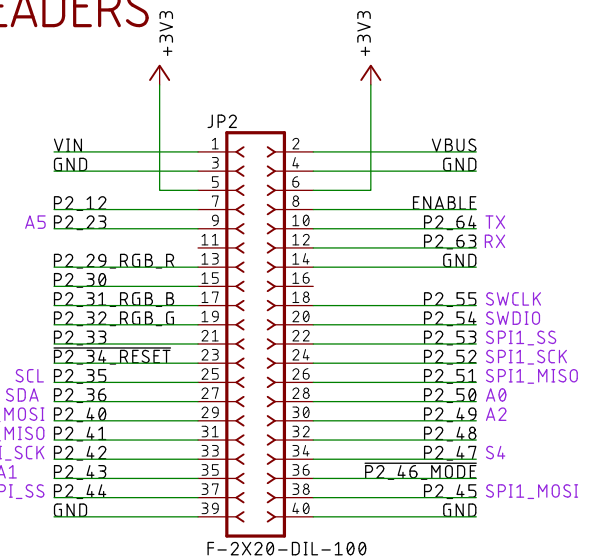 EADERS
+3V3 +3V3
JP2
VIN 1 2 VBUS
GND 3 4 GND
5 6
P2_12 7 8 ENABLE
A5 P2_23 9 10 P2_64 TX
11 12 P2_63 RX
P2_29_RGB_R 13 14 GND
P2_30 15 16
P2_31_RGB_B 17 18 P2_55 SWCLK
P2_32_RGB_G 19 20 P2_54 SWDIO
P2_33 21 22 P2_53 SPI1_SS
P2_34_RESET 23 24 P2_52 SPI1_SCK
SCL P2_35 25 26 P2_51 SPI1_MISO
SDA P2_36 27 28 P2_50 A0
MOSI P2_40 29 30 P2_49 A2
_MISO P2_41 31 32 P2_48
I_SCK P2_42 33 34 P2_47 S4
A1 P2_43 35 36 P2_46_MODE
PI_SS P2_44 37 38 P2_45 SPI1_MOSI
GND 39 40 GND
F-2X20-DIL-100